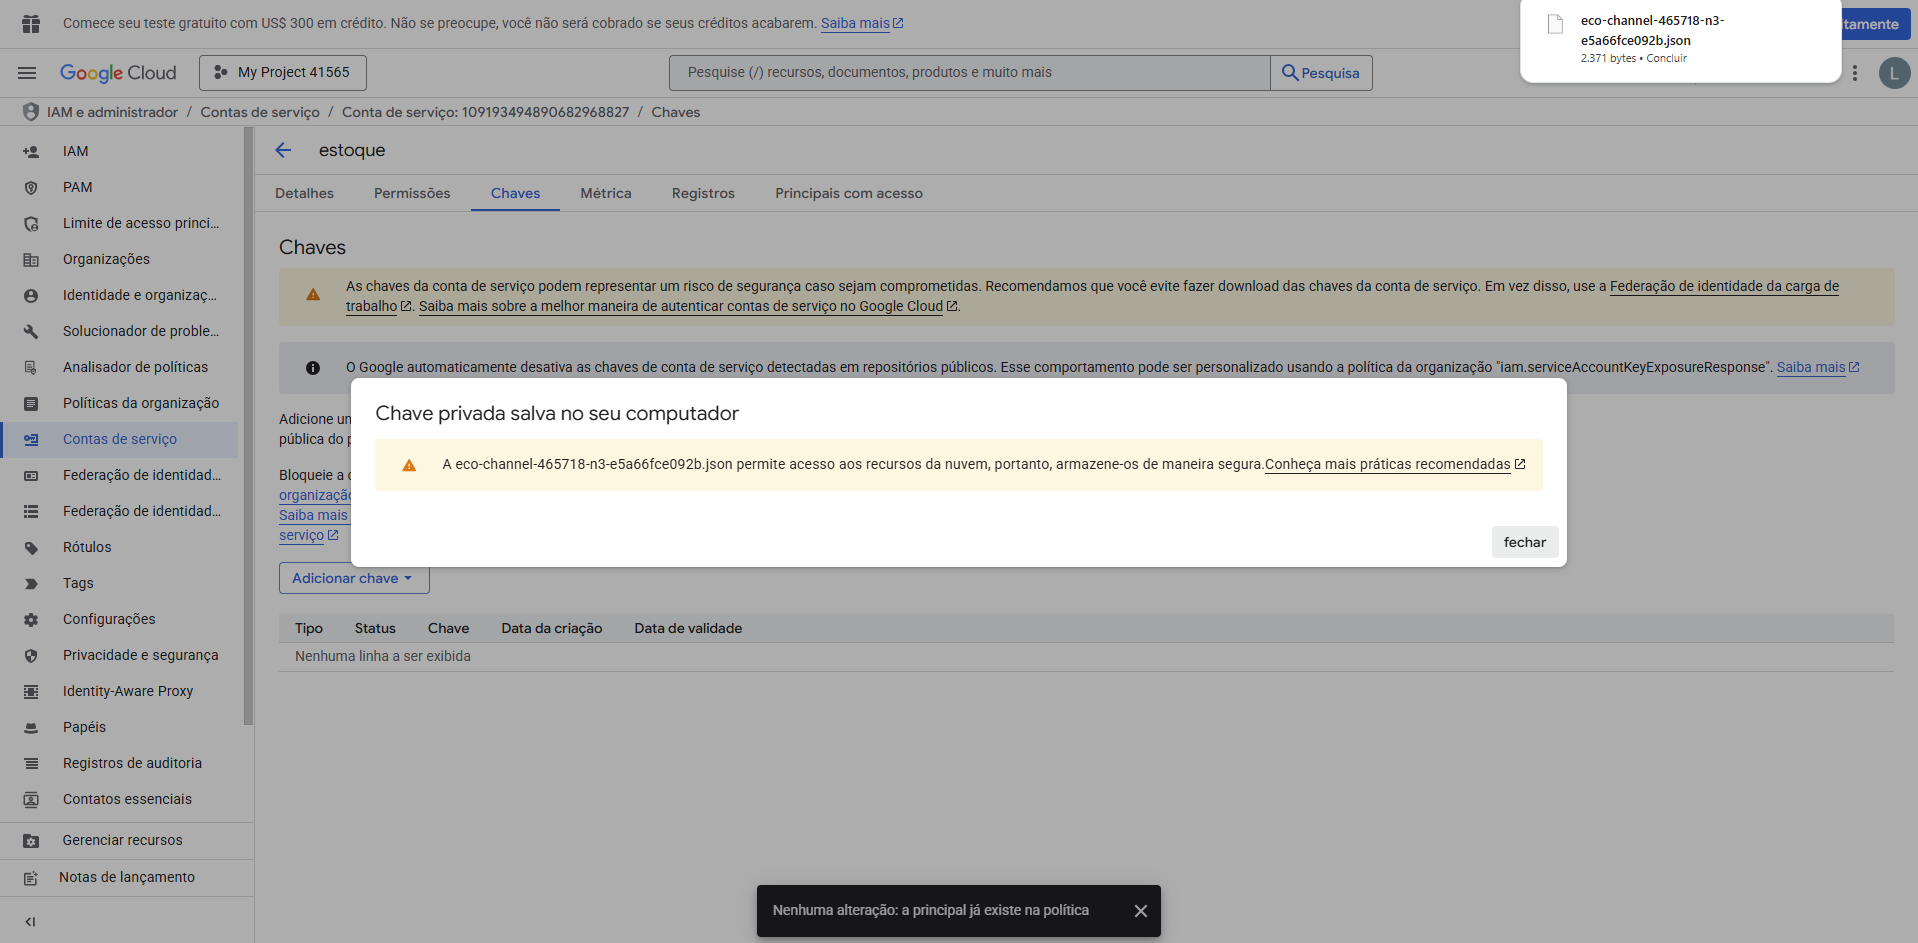 Comece seu teste gratuito com US$ 300 em crédito. Não se preocupe, você não será cobrado se seus créditos acabarem. Saiba mais
eco-channel-465718-n3-
e5a66fce092b.json
2.371 bytes • Concluir
itamente
Google Cloud
My Project 41565
Pesquise (/) recursos, documentos, produtos e muito mais
Pesquisa
L
IAM e administrador / Contas de serviço / Conta de serviço: 109193494890682968827 / Chaves
IAM
PAM
Limite de acesso princi...
Organizações
Identidade e organizaç...
Solucionador de proble...
Analisador de políticas
Políticas da organização
Contas de serviço
Federação de identidad...
Federação de identidad...
Rótulos
Tags
Configurações
Privacidade e segurança
Identity-Aware Proxy
Papéis
Registros de auditoria
Contatos essenciais
Gerenciar recursos
Notas de lançamento
estoque
Detalhes
Permissões
Chaves
Métrica
Registros
Principais com acesso
Chaves
As chaves da conta de serviço podem representar um risco de segurança caso sejam comprometidas. Recomendamos que você evite fazer download das chaves da conta de serviço. Em vez disso, use a Federação de identidade da carga de
trabalho. Saiba mais sobre a melhor maneira de autenticar contas de serviço no Google Cloud.
O Google automaticamente desativa as chaves de conta de serviço detectadas em repositórios públicos. Esse comportamento pode ser personalizado usando a política da organização "iam.serviceAccountKeyExposureResponse". Saiba mais
Adicione un
pública do p
Bloqueie a c
organização
Saiba mais
serviço
Chave privada salva no seu computador
A eco-channel-465718-n3-e5a66fce092b.json permite acesso aos recursos da nuvem, portanto, armazene-os de maneira segura.Conheça mais práticas recomendadas
fechar
Adicionar chave
Tipo
Status
Chave
Data da criação
Data de validade
Nenhuma linha a ser exibida
Nenhuma alteração: a principal já existe na política